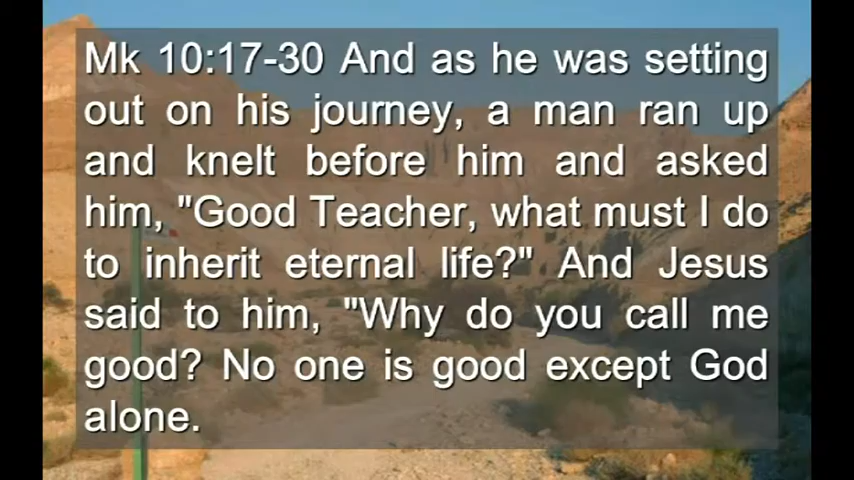 Mk 10:17-30 And as he was setting
out on his journey, a man ran up
and knelt before him and asked
him, "Good Teacher, what must I do
to inherit eternal life?" And Jesus
said to him, "Why do you call me
good? No one is good except God
alone.